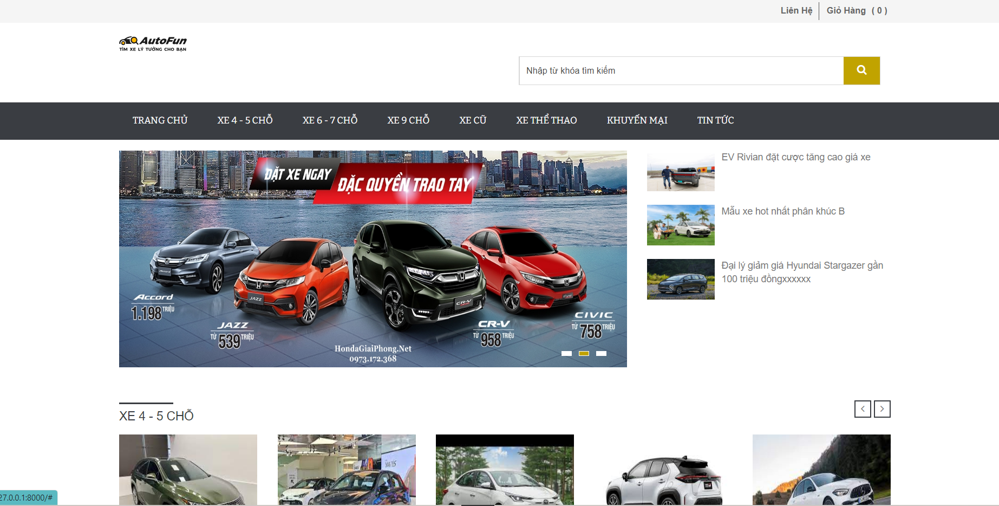 Liên Hệ
Giỏ Hàng ( 0 )
AutoFun
TÌM XE LÝ TƯỞNG CHO BẠN
Nhập từ khóa tìm kiếm
TRANG CHỦ
XE 4 - 5 CHỖ
XE 6 - 7 CHỖ
XE 9 CHỖ
XE CŨ
XE THỂ THAO
KHUYẾN MẠI
TIN TỨC
ĐẶT XE NGAY
ĐẶC QUYỀN TRAO TAY
EV Rivian đặt cược tăng cao giá xe
Mẫu xe hot nhất phân khúc B
Đại lý giảm giá Hyundai Stargazer gần
100 triệu đồngxxxxxx
Accord
JAZZ
CR-V
CIVIC
Accord
1.198 TRIỆU
JAZZ
TỪ 539 TRIỆU
CR-V
TỪ 958 TRIỆU
CIVIC
TỪ 758 TRIỆU
HondaGiaiPhong.Net
0973.172.368
XE 4 - 5 CHỖ
YARIS
27.0.0.1:8000/#